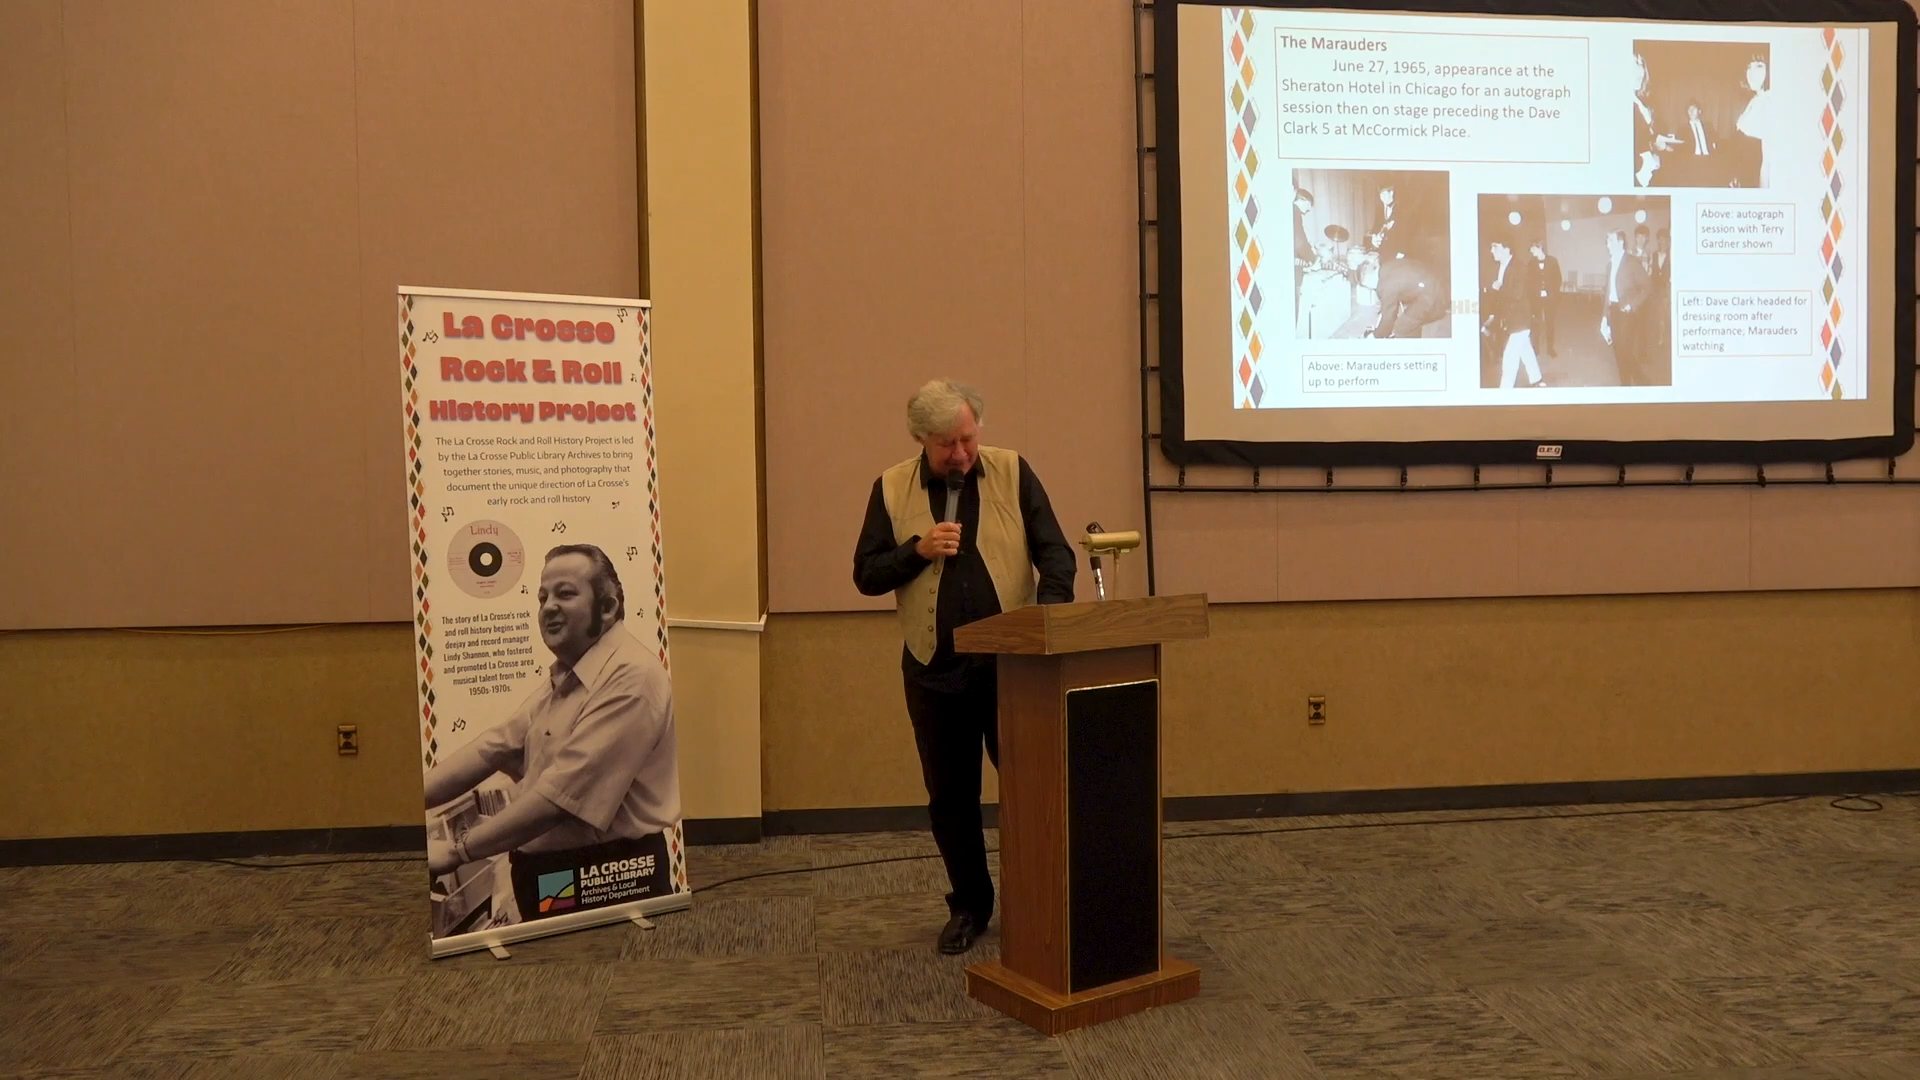 La Crosse
Rock & Roll
History Project
The La Crosse Rock and Roll History Project is led
by the La Crosse Public Library Archives to bring
together stories, music, and photography that
document the unique direction of La Crosse's
early rock and roll history.
Lindy
The story of La Crosse's rock
and roll history begins with
deejay and record manager
Lindy Shannon, who fostered
and promoted La Crosse area
musical talent from the
1950s-1970s.
LA CROSSE
PUBLIC LIBRARY
Archives & Local
History Department
The Marauders
June 27, 1965, appearance at the
Sheraton Hotel in Chicago for an autograph
session then on stage preceding the Dave
Clark 5 at McCormick Place.
Above: autograph
session with Terry
Gardner shown
Left: Dave Clark headed for
dressing room after
performance, Marauders
watching
Above: Marauders setting
up to perform